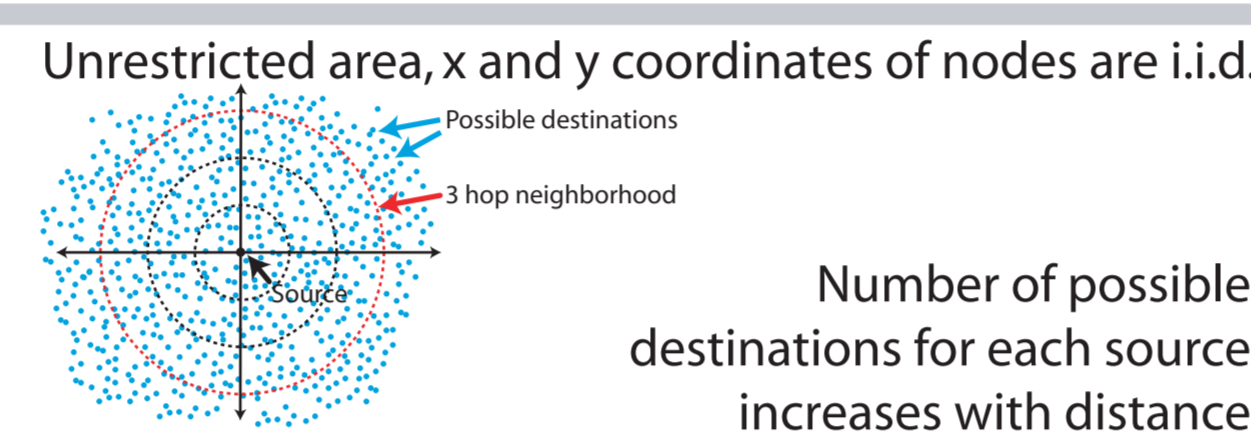 Unrestricted area, x and y coordinates of nodes are i.i.d.
Possible destinations
3 hop neighborhood
Source
Number of possible
destinations for each source
increases with distance